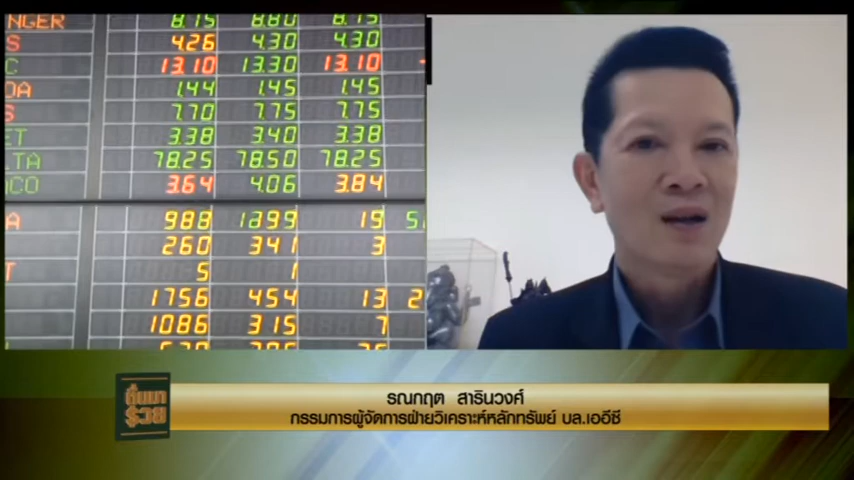 NGER 8.15 8.80 8.15
S 4.26 4.30 4.30
C 13.10 13.30 13.10
OA 1.44 1.45 1.45
S 7.70 7.75 7.75
ET 3.38 3.40 3.38
LTA 78.25 78.50 78.25
CO 3.64 4.06 3.84
A 988 1299 15
260 341 3
T 5 1
1756 454 13 2
1086 315 7
ตื่นมา
รวย
รณกฤต สารินวงศ์
กรรมการผู้จัดการฝ่ายวิเคราะห์หลักทรัพย์ บล.เออีซี